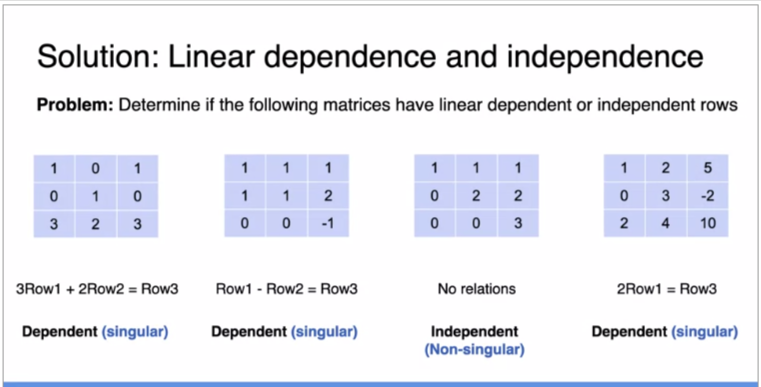 Solution: Linear dependence and independence
Problem: Determine if the following matrices have linear dependent or independent rows
1 0 1
0 1 0
3 2 3
1 1 1
1 1 2
0 0 -1
1 1 1
0 2 2
0 0 3
1 2 5
0 3 -2
2 4 10
3Row1 + 2Row2 = Row3
Row1 - Row2 = Row3
No relations
2Row1 = Row3
Dependent (singular)
Dependent (singular)
Independent
(Non-singular)
Dependent (singular)